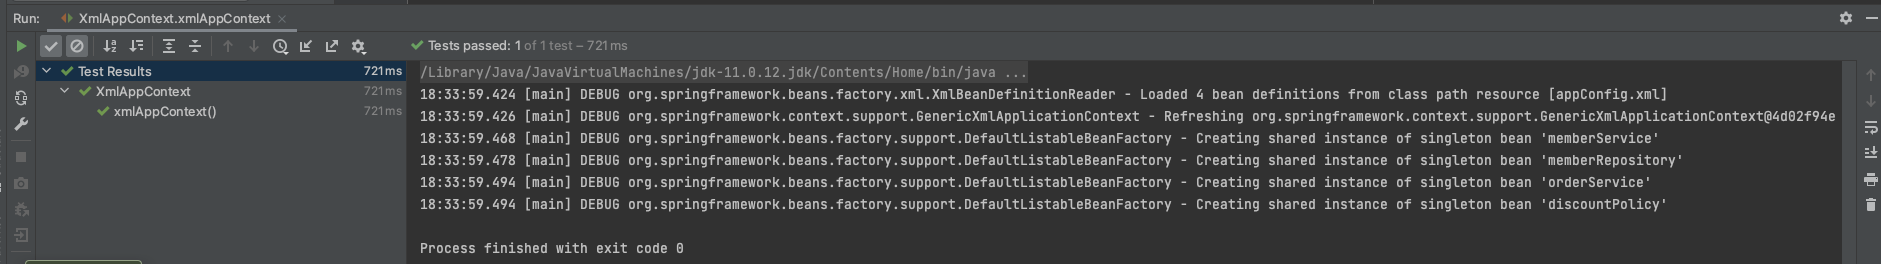 Run: XmlAppContext.xmlAppContext
Tests passed: 1 of 1 test – 721 ms
Test Results 721 ms
XmlAppContext 721 ms
xmlAppContext() 721 ms
/Library/Java/JavaVirtualMachines/jdk-11.0.12.jdk/Contents/Home/bin/java ...
18:33:59.424 [main] DEBUG org.springframework.beans.factory.xml.XmlBeanDefinitionReader - Loaded 4 bean definitions from class path resource [appConfig.xml]
18:33:59.426 [main] DEBUG org.springframework.context.support.GenericXmlApplicationContext - Refreshing org.springframework.context.support.GenericXmlApplicationContext@4d02f94e
18:33:59.468 [main] DEBUG org.springframework.beans.factory.support.DefaultListableBeanFactory - Creating shared instance of singleton bean 'memberService'
18:33:59.478 [main] DEBUG org.springframework.beans.factory.support.DefaultListableBeanFactory - Creating shared instance of singleton bean 'memberRepository'
18:33:59.494 [main] DEBUG org.springframework.beans.factory.support.DefaultListableBeanFactory - Creating shared instance of singleton bean 'orderService'
18:33:59.494 [main] DEBUG org.springframework.beans.factory.support.DefaultListableBeanFactory - Creating shared instance of singleton bean 'discountPolicy'
Process finished with exit code 0